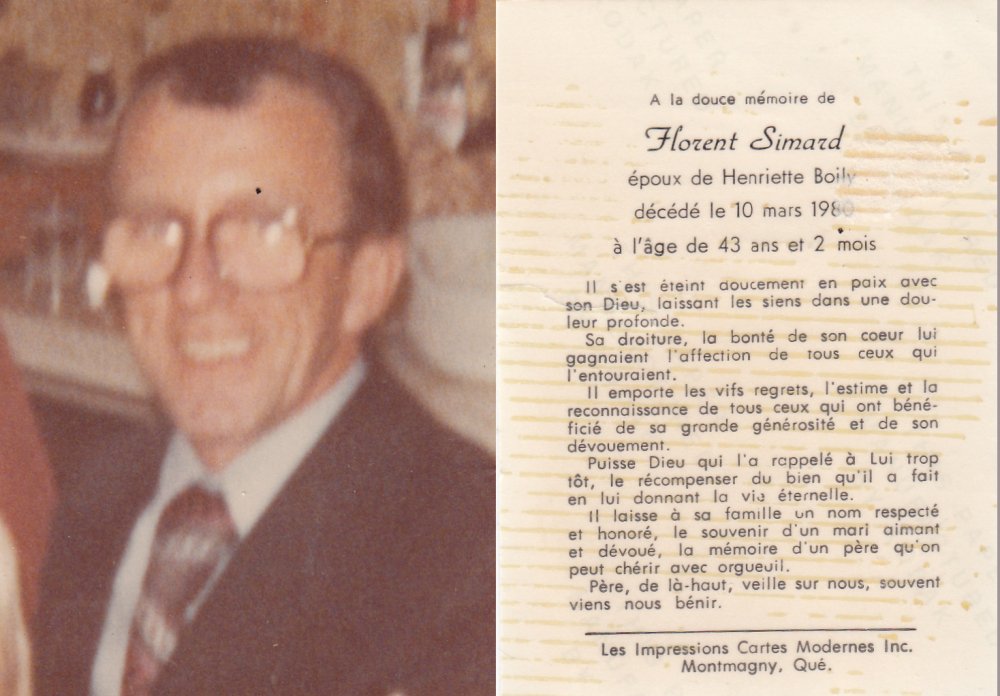 A la douce mémoire de
Florent Simard
époux de Henriette Boily
décédé le 10 mars 1980
à l'âge de 43 ans et 2 mois
Il s'est éteint doucement en paix avec
son Dieu, laissant les siens dans une dou-
leur profonde.
Sa droiture, la bonté de son coeur lui
gagnaient l'affection de tous ceux qui
l'entouraient.
Il emporte les vifs regrets, l'estime et la
reconnaissance de tous ceux qui ont béné-
ficié de sa grande générosité et de son
dévouement.
Puisse Dieu qui l'a rappelé à Lui trop
tôt, le récompenser du bien qu'il a fait
en lui donnant la vie éternelle.
Il laisse à sa famille un nom respecté
et honoré, le souvenir d'un mari aimant
et dévoué, la mémoire d'un père qu'on
peut chérir avec orgueuil.
Père, de là-haut, veille sur nous, souvent
viens nous bénir.
Les Impressions Cartes Modernes Inc.
Montmagny, Qué.